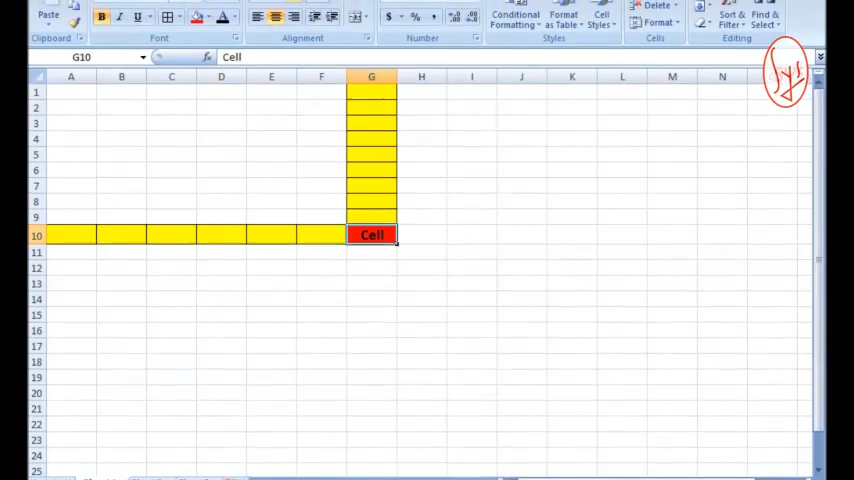 Paste
B I U
$ % ,
Conditional Formatting
Format as Table
Cell Styles
Delete
Format
Sort & Filter
Find & Select
Clipboard
Font
Alignment
Number
Styles
Cells
Editing
G10
fx
Cell
A B C D E F G H I J K L M N
1
2
3
4
5
6
7
8
9
10 Cell
11
12
13
14
15
16
17
18
19
20
21
22
23
24
25